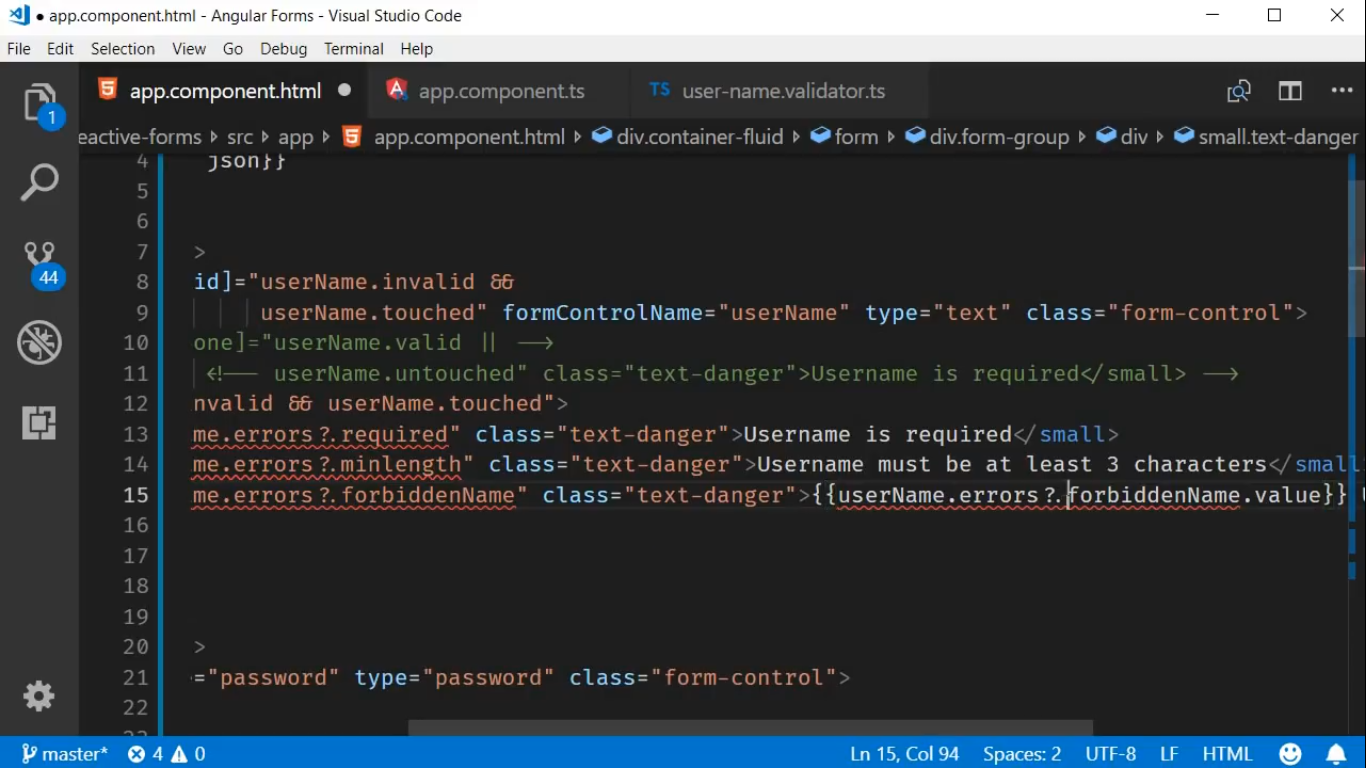 app.component.html - Angular Forms - Visual Studio Code
File Edit Selection View Go Debug Terminal Help
app.component.html app.component.ts TS user-name.validator.ts
eactive-forms › src › app › app.component.html › div.container-fluid › form › div.form-group › div › small.text-danger
1
4 json}}
5
6
7 >
8 id]="userName.invalid &&
9 userName.touched" formControlName="userName" type="text" class="form-control">
10 one]="userName.valid || -->
11 <!-- userName.untouched" class="text-danger">Username is required</small> -->
12 nvalid && userName.touched">
13 me.errors?.required" class="text-danger">Username is required</small>
14 me.errors?.minlength" class="text-danger">Username must be at least 3 characters</small
15 me.errors?.forbiddenName" class="text-danger">{{userName.errors?.forbiddenName.value}}
16
17
18
19
20 >
21 ="password" type="password" class="form-control">
22
44
master* 4 0 Ln 15, Col 94 Spaces: 2 UTF-8 LF HTML